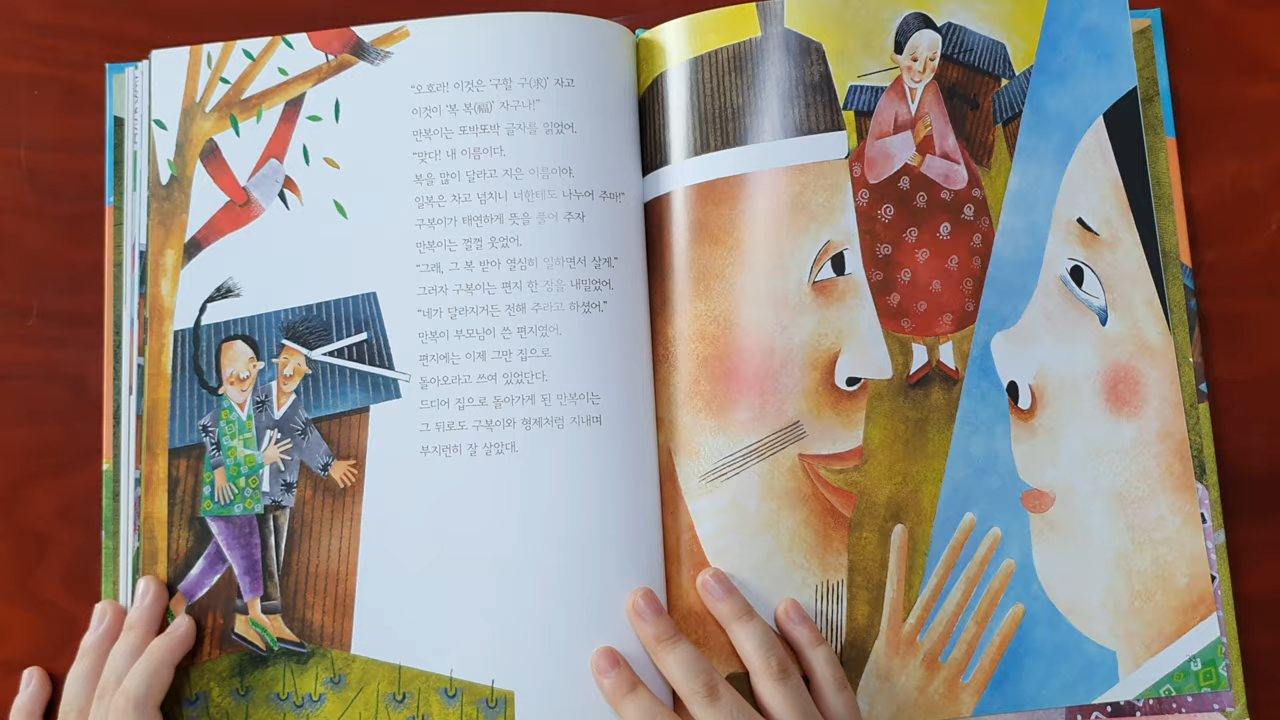 “오호라! 이것은 ‘구할 구(求)’ 자고
이것이 ‘복 복(福)’ 자구나!”
만복이는 또박또박 글자를 읽었어.
“맞다! 내 이름이다.
복을 많이 달라고 지은 이름이야.
일복은 차고 넘치니 너한테도 나누어 주마!”
구복이가 태연하게 뜻을 풀어 주자
만복이는 껄껄 웃었어.
“그래, 그 복 받아 열심히 일하면서 살게.”
그러자 구복이는 편지 한 장을 내밀었어.
“네가 달라지거든 전해 주라고 하셨어.”
만복이 부모님이 쓴 편지였어.
편지에는 이제 그만 집으로
돌아오라고 쓰여 있었단다.
드디어 집으로 돌아가게 된 만복이는
그 뒤로도 구복이와 형제처럼 지내며
부지런히 잘 살았대.